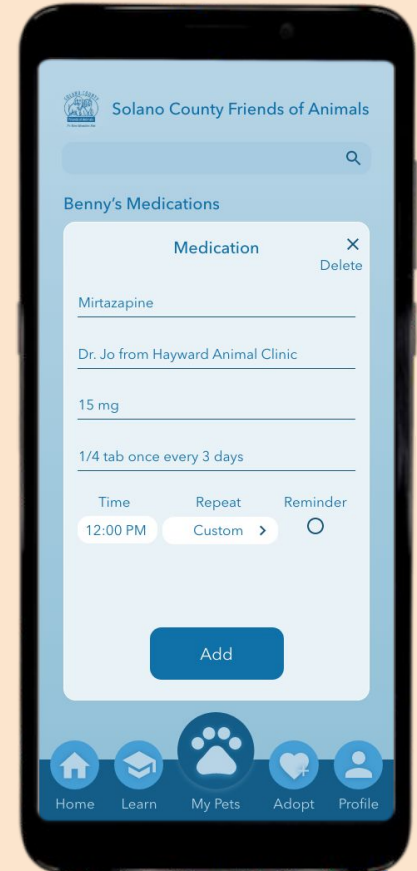 SOLANO COUNTY
Solano County Friends of Animals
Benny's Medications
Medication
Delete
Mirtazapine
Dr. Jo from Hayward Animal Clinic
15 mg
1/4 tab once every 3 days
Time Repeat Reminder
12:00 PM Custom
Add
Home Learn My Pets Adopt Profile